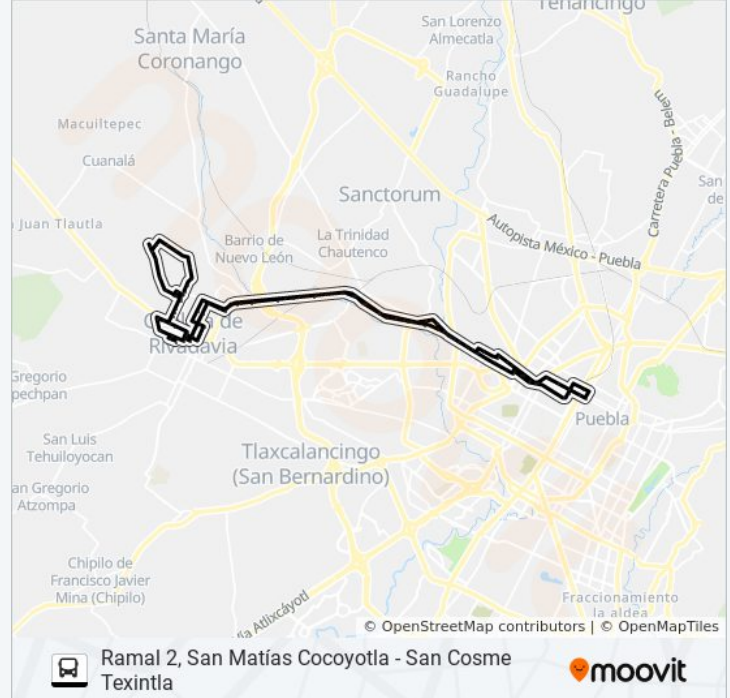 Tenancingo
Santa María
Coronango
San Lorenzo
Almecatla
Rancho
Guadalupe
Macuiltepec
Cuanalá
Carretera Puebla - Belem
San
de
Sanctorum
Juan Tlautla
Barrio de
Nuevo León
La Trinidad
Chautenco
Autopista México - Puebla
de
Rivadavia
Gregorio
Puebla
San Luis
Tehuiloyocan
Tlaxcalancingo
(San Bernardino)
an Gregorio
Atzompa
Chipilo de
Francisco Javier
Mina (Chipilo)
Vía Atlixcáyotl
Fraccionamiento
la aldea
© OpenStreetMap contributors | © OpenMapTiles
Ramal 2, San Matías Cocoyotla - San Cosme
Texintla
moovit